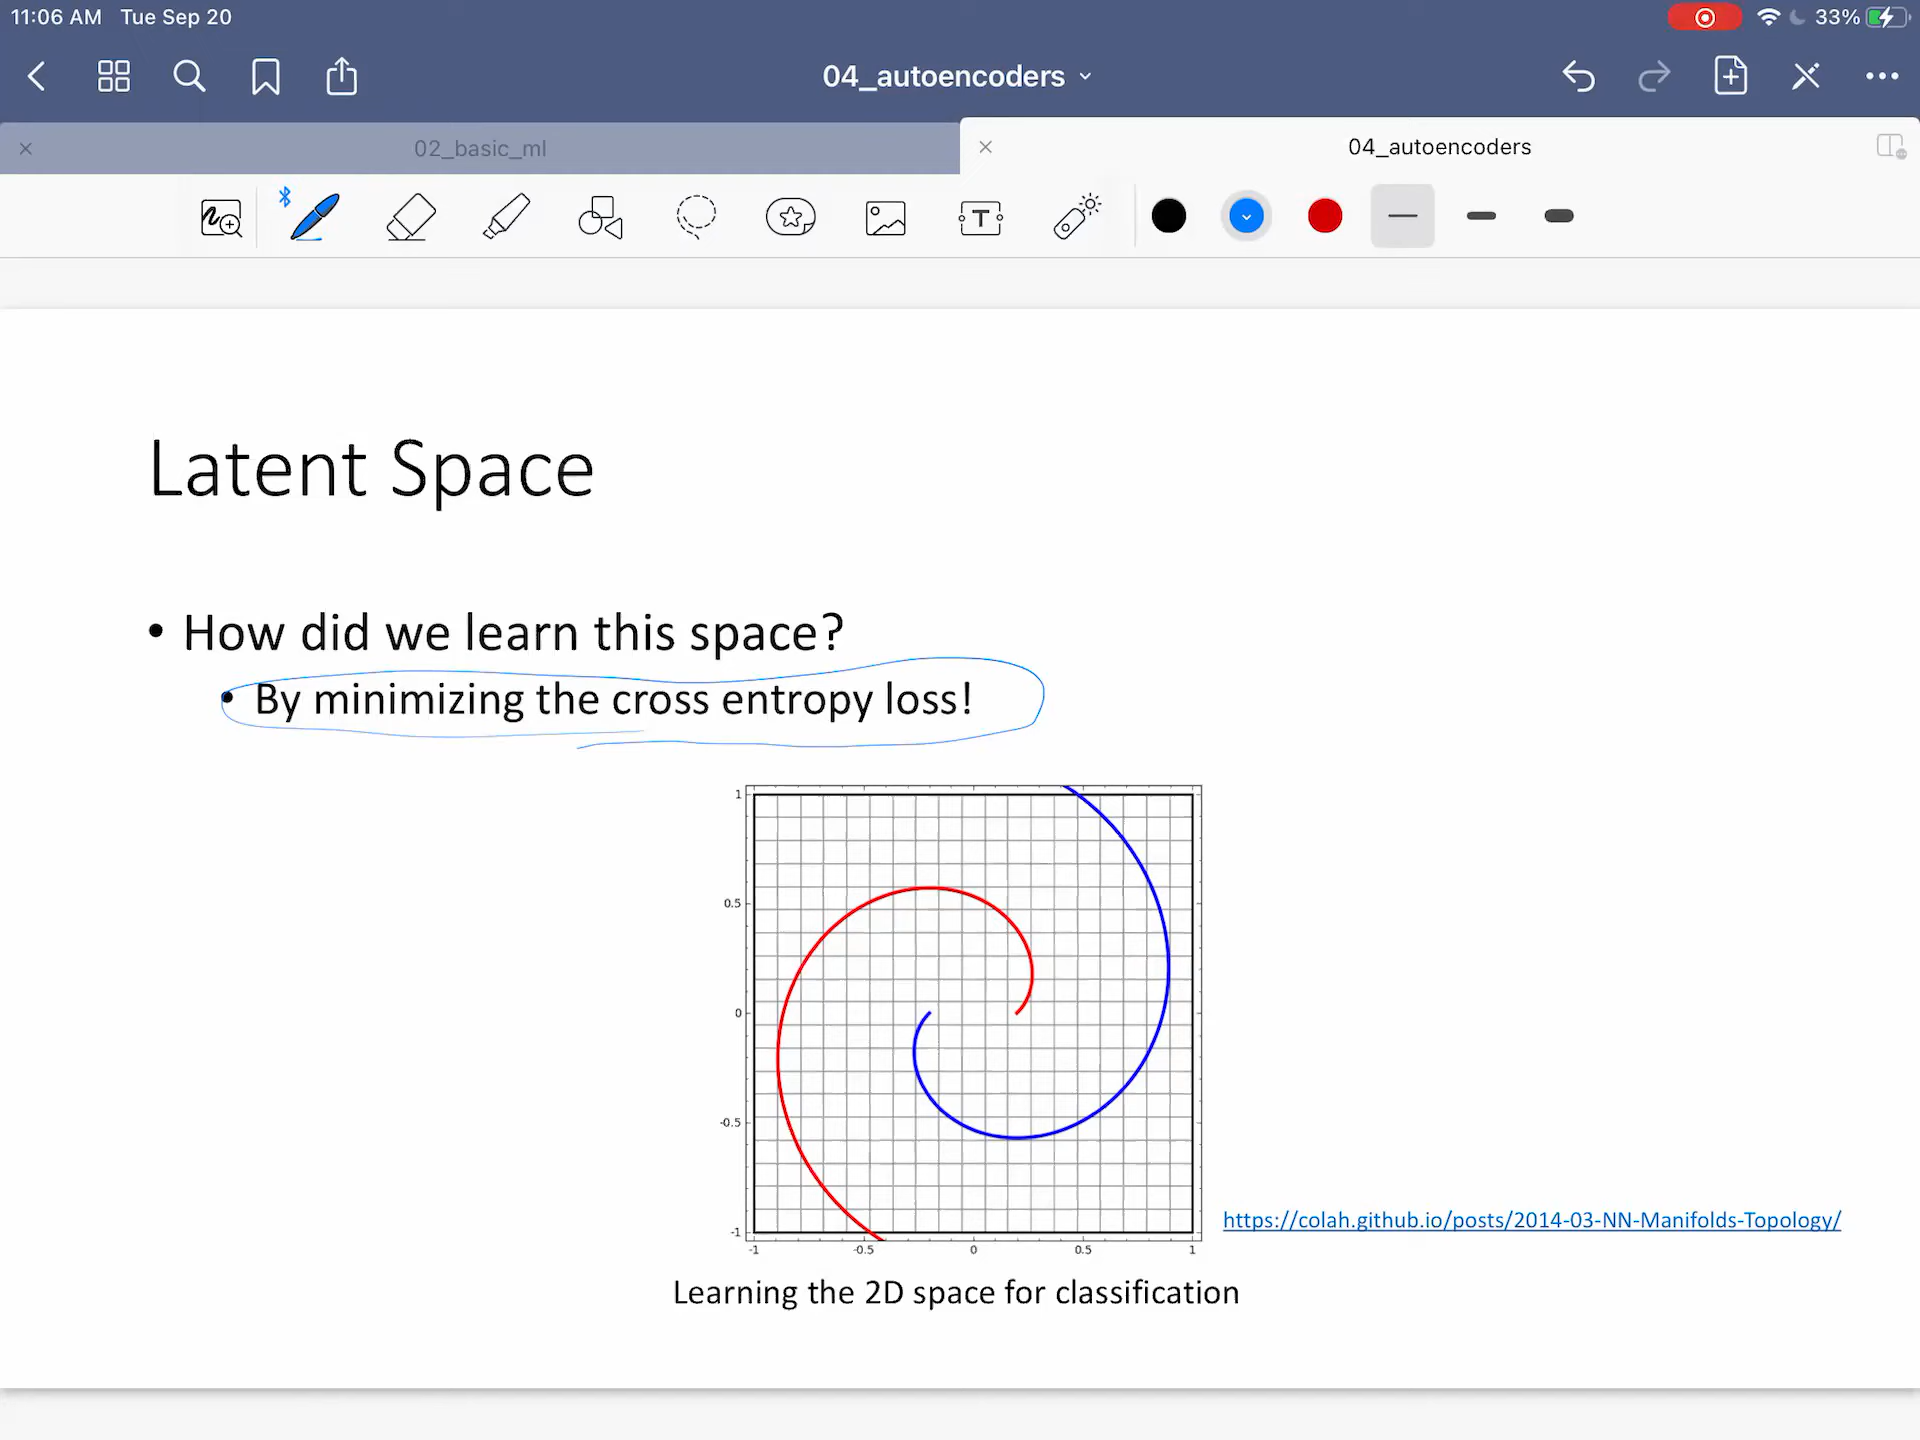 11:06 AM Tue Sep 20
33%
04_autoencoders
02_basic_ml
04_autoencoders
T
Latent Space
• How did we learn this space?
• By minimizing the cross entropy loss!
1
0.5
0
-0.5
-1
-1 -0.5 0 0.5 1
https://colah.github.io/posts/2014-03-NN-Manifolds-Topology/
Learning the 2D space for classification